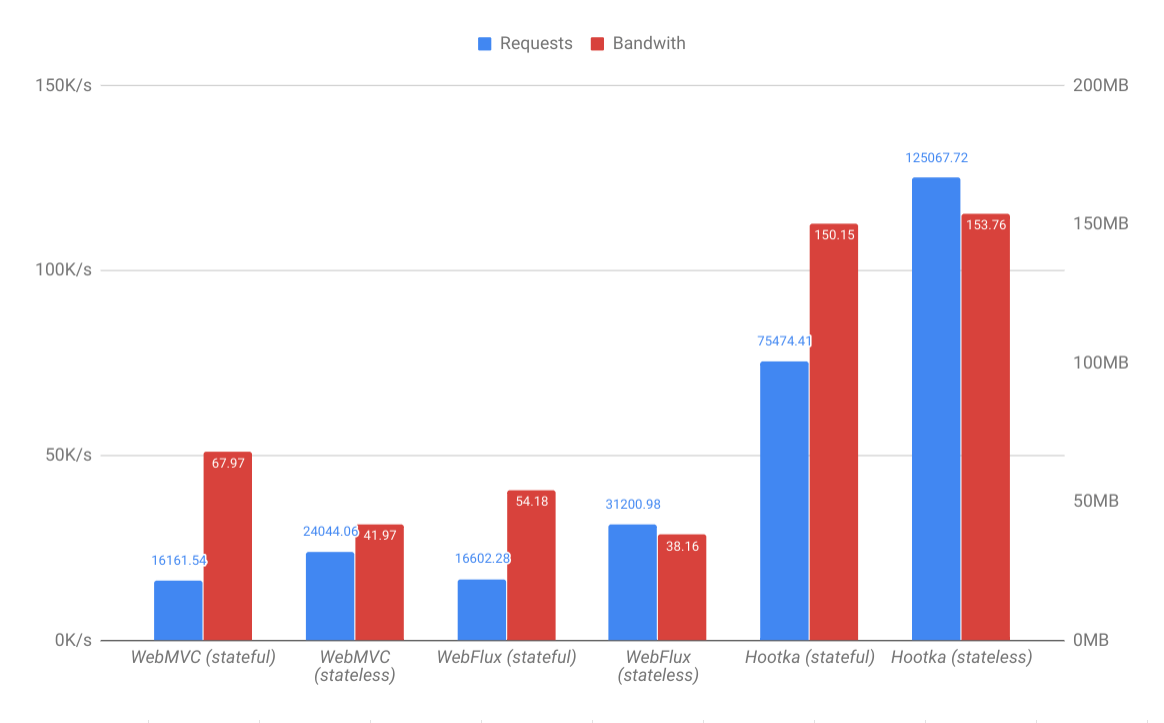 Requests Bandwith
150K/s 200MB
125067.72
153.76
150.15
150MB
100K/s
75474.41
100MB
50K/s
67.97
54.18
31200.98
50MB
24044.06 41.97
38.16
16161.54
16602.28
0K/s 0MB
WebMVC (stateful)
WebMVC
(stateless)
WebFlux (stateful)
WebFlux
(stateless)
Hootka (stateful)
Hootka (stateless)